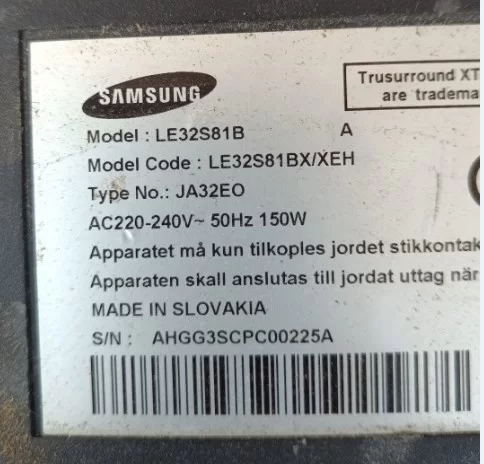 SAMSUNG
Trusurround XT
are tradema
Model : LE32S81B A
Model Code : LE32S81BX/XEH
Type No.: JA32EO
AC220-240V~ 50Hz 150W
Apparatet må kun tilkoples jordet stikkontak
Apparaten skall anslutas till jordat uttag när
MADE IN SLOVAKIA
S/N : AHGG3SCPC00225A